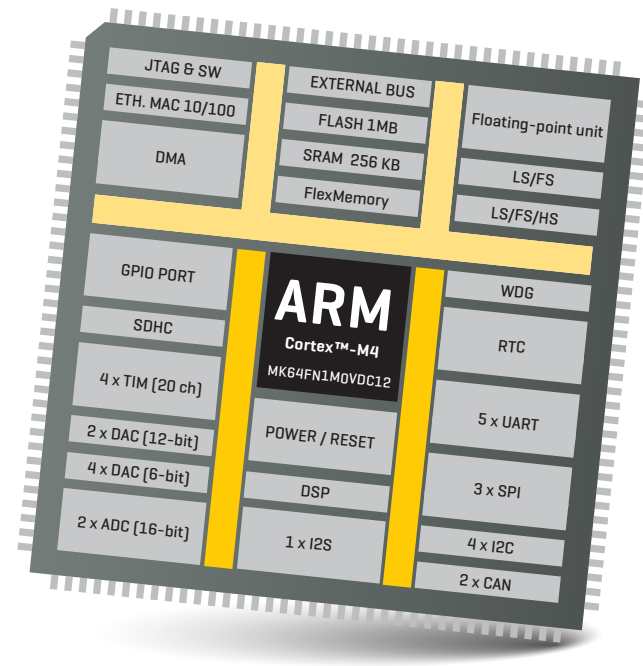 JTAG & SW
ETH. MAC 10/100
DMA
EXTERNAL BUS
FLASH 1MB
SRAM 256 KB
FlexMemory
Floating-point unit
LS/FS
LS/FS/HS
GPIO PORT
SDHC
4 x TIM (20 ch)
2 x DAC (12-bit)
4 x DAC (6-bit)
2 x ADC (16-bit)
ARM
Cortex™-M4
MK64FN1M0VDC12
POWER / RESET
DSP
1 x I2S
WDG
RTC
5 x UART
3 x SPI
4 x I2C
2 x CAN